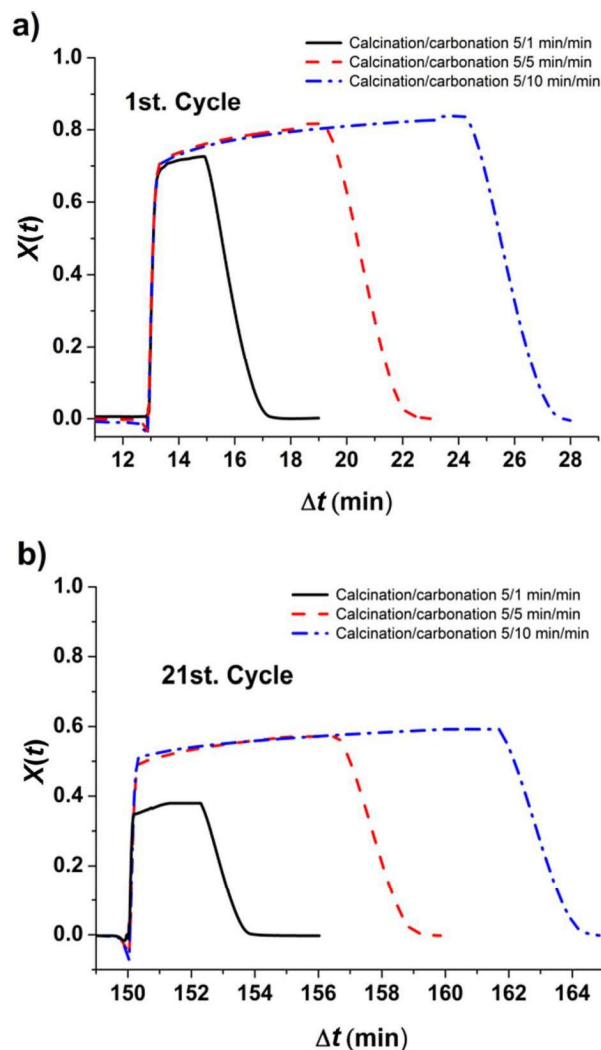 a)
Calcination/carbonation 5/1 min/min
Calcination/carbonation 5/5 min/min
Calcination/carbonation 5/10 min/min
1st. Cycle
1.0
0.8
0.6
0.4
0.2
0.0
X(t)
12 14 16 18 20 22 24 26 28
Δt (min)
b)
Calcination/carbonation 5/1 min/min
Calcination/carbonation 5/5 min/min
Calcination/carbonation 5/10 min/min
21st. Cycle
1.0
0.8
0.6
0.4
0.2
0.0
X(t)
150 152 154 156 158 160 162 164
Δt (min)